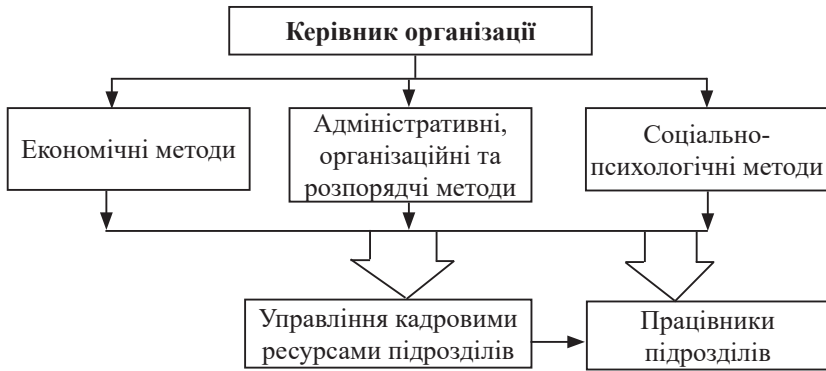 Керівник організації
Економічні методи
Адміністративні,
організаційні та
розпорядчі методи
Соціально-
психологічні методи
Управління кадровими
ресурсами підрозділів
Працівники
підрозділів